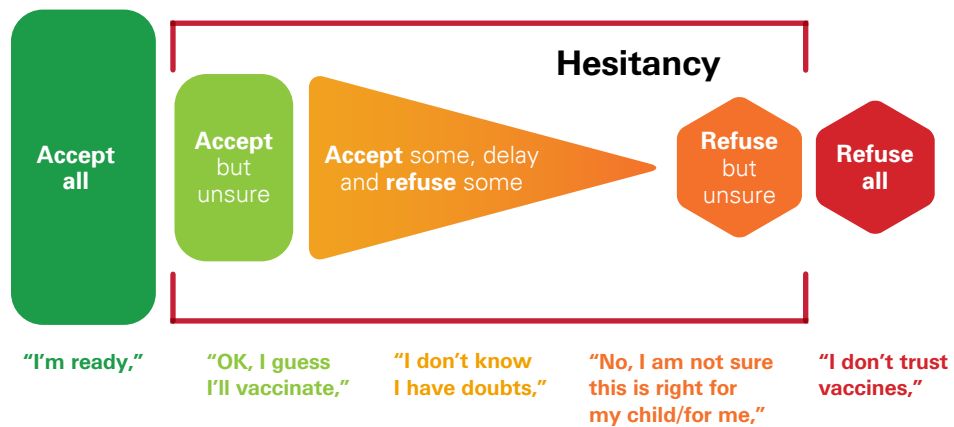 Hesitancy
Accept
all
Accept
but
unsure
Accept some, delay
and refuse some
Refuse
but
unsure
Refuse
all
“I’m ready,”
“OK, I guess
I’ll vaccinate,”
“I don’t know
I have doubts,”
“No, I am not sure
this is right for
my child/for me,”
“I don’t trust
vaccines,”